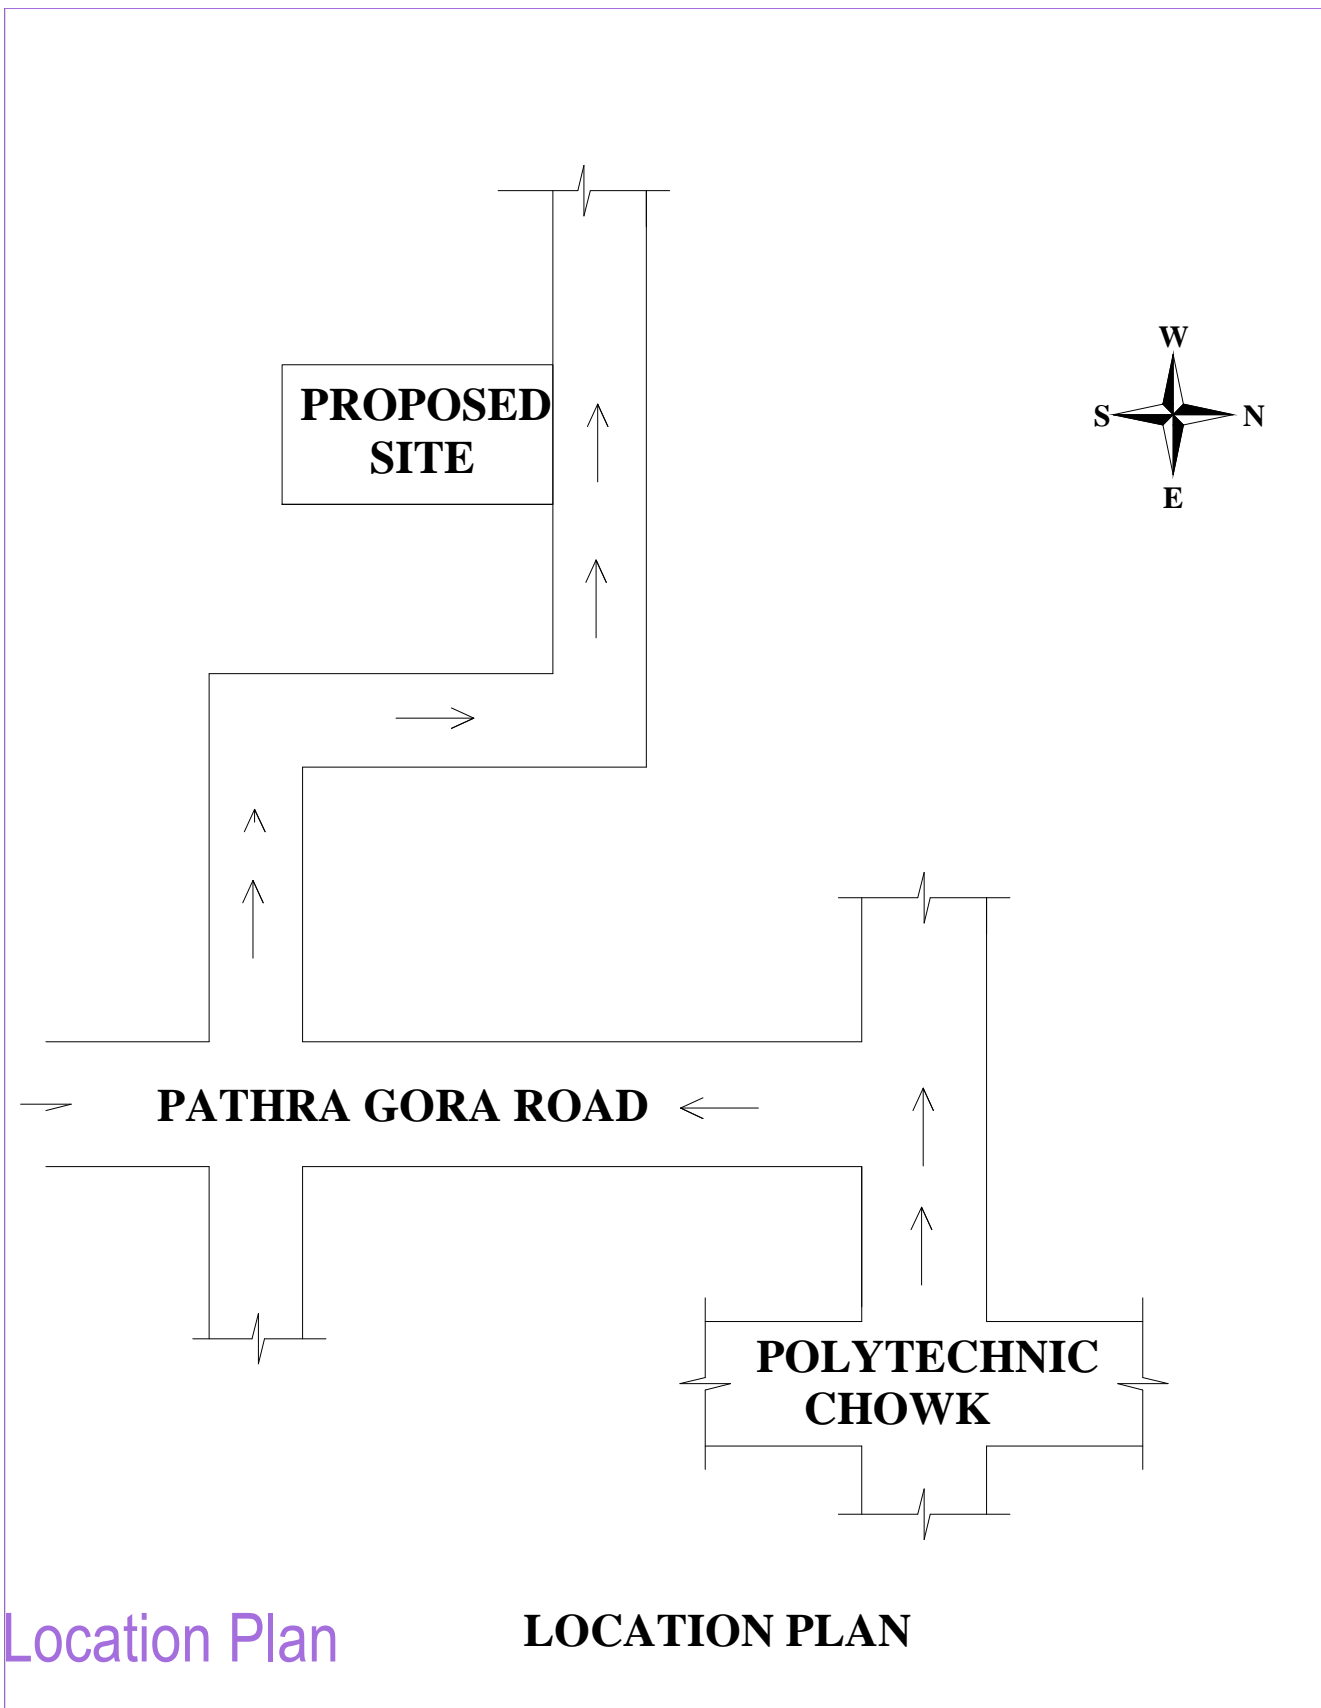 W
PROPOSED
SITE
S
N
E
PATHRA GORA ROAD
POLYTECHNIC
CHOWK
Location Plan
LOCATION PLAN